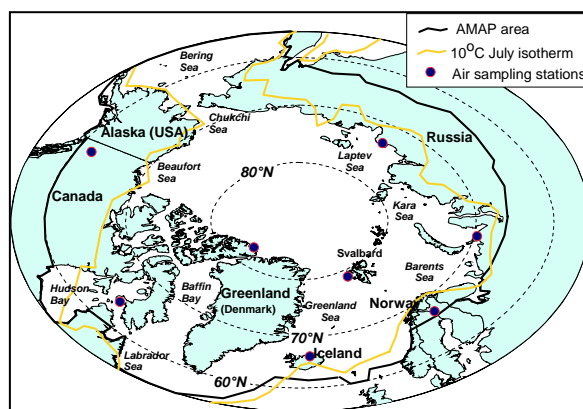 AMAP area
10°C July isotherm
Air sampling stations
Bering
Sea
Chukchi
Sea
Alaska (USA)
Beaufort
Sea
Canada
Russia
Laptev
Sea
80°N
Kara
Sea
Svalbard
Barents
Sea
Hudson
Bay
Baffin
Bay
Greenland
(Denmark)
Greenland
Sea
Norway
70°N
Labrador
Sea
Iceland
60°N